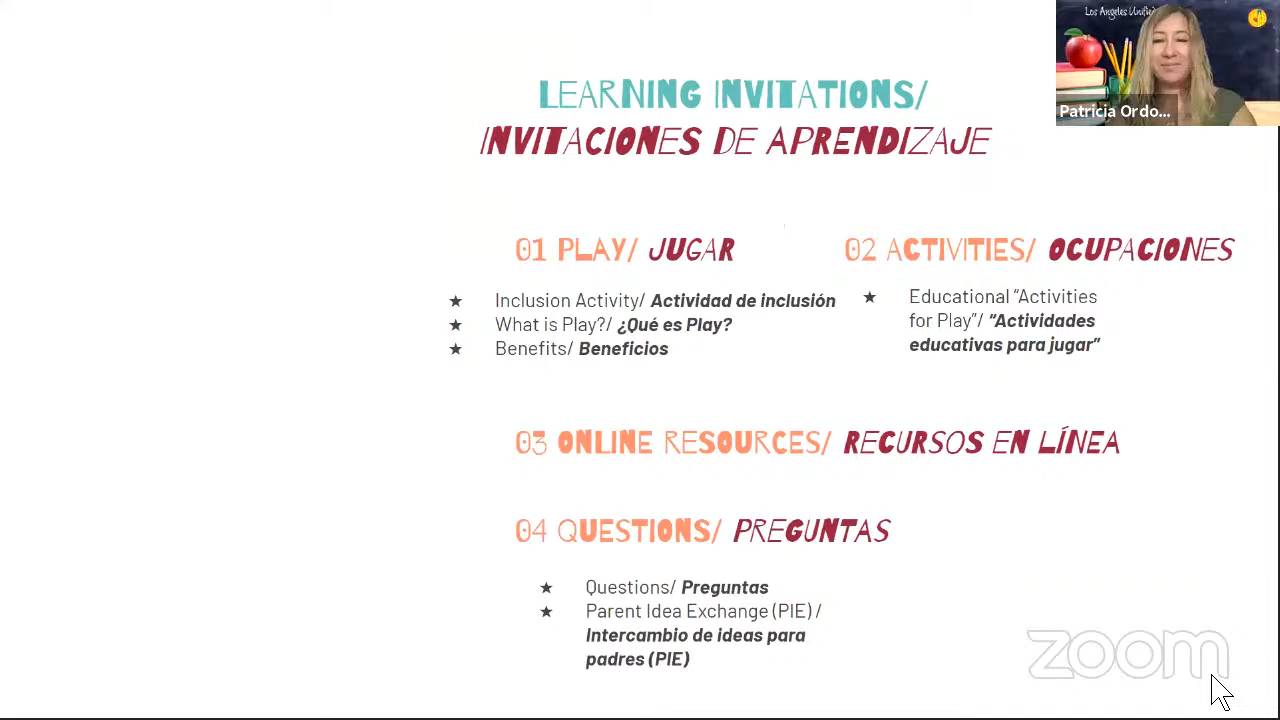 Los Angeles Unified
Patricia Ordo...
LEARNING INVITATIONS/
INVITACIONES DE APRENDIZAJE
01 PLAY/ JUGAR
★ Inclusion Activity/ Actividad de inclusión
★ What is Play?/ ¿Qué es Play?
★ Benefits/ Beneficios
02 ACTIVITIES/ OCUPACIONES
★ Educational “Activities
for Play”/ “Actividades
educativas para jugar”
03 ONLINE RESOURCES/ RECURSOS EN LÍNEA
04 QUESTIONS/ PREGUNTAS
★ Questions/ Preguntas
★ Parent Idea Exchange (PIE) /
Intercambio de ideas para
padres (PIE)
zoom